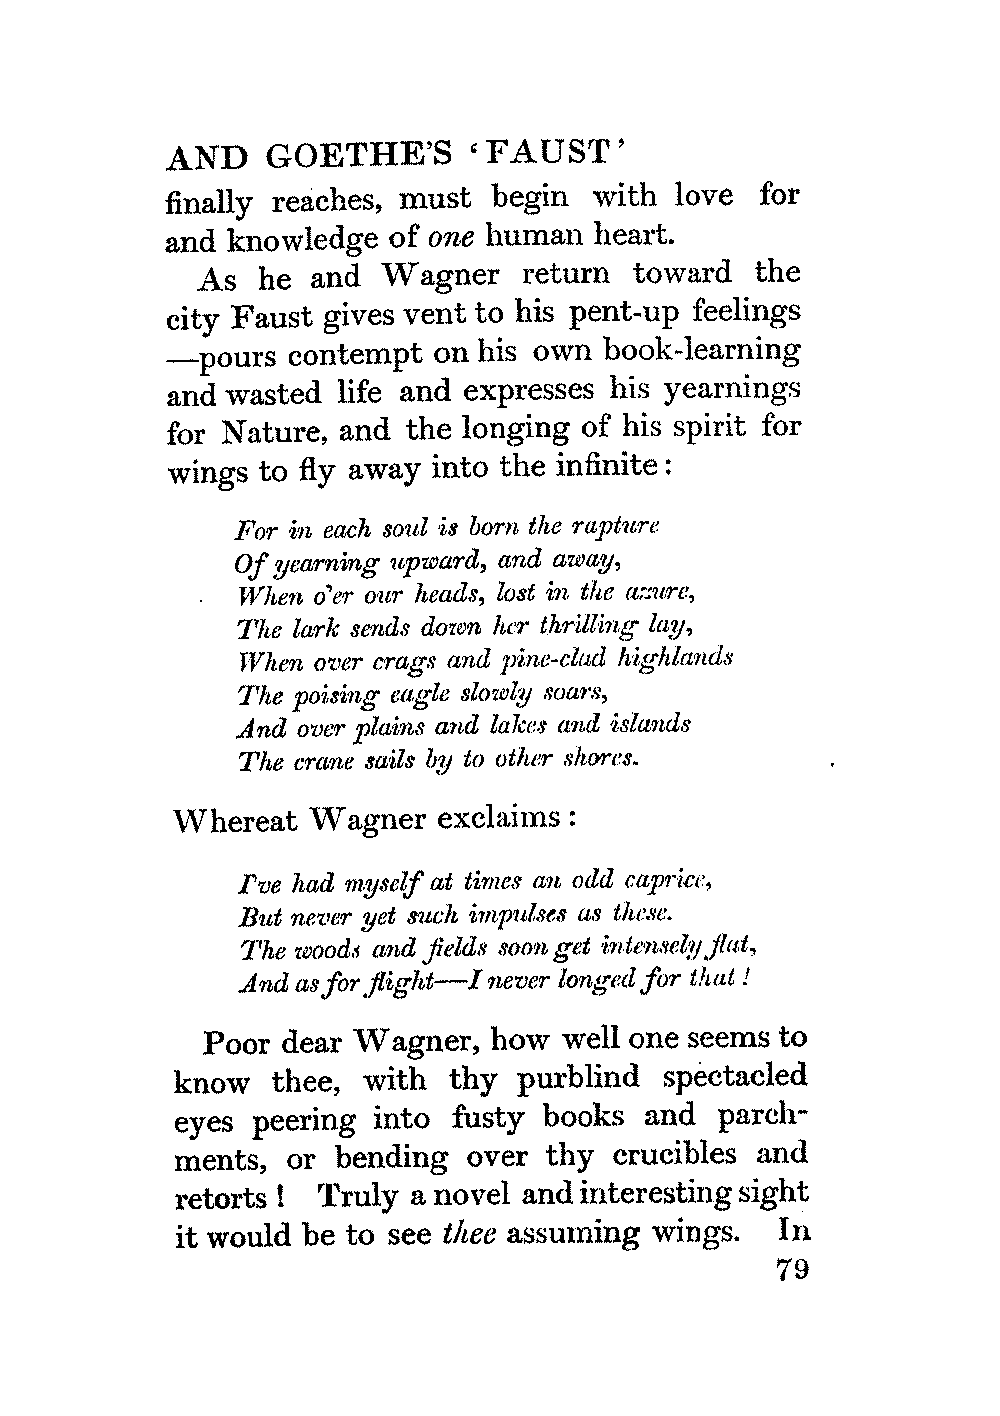 AND GOETHE'S ‘FAUST’
finally reaches, must begin with love for
and knowledge of one human heart.
As he and Wagner return toward the
city Faust gives vent to his pent-up feelings
—pours contempt on his own book-learning
and wasted life and expresses his yearnings
for Nature, and the longing of his spirit for
wings to fly away into the infinite :
For in each soul is born the rapture
Of yearning upward, and away,
When o'er our heads, lost in the azure,
The lark sends down her thrilling lay,
When over crags and pine-clad highlands
The poising eagle slowly soars,
And over plains and lakes and islands
The crane sails by to other shores.
Whereat Wagner exclaims :
I've had myself at times an odd caprice,
But never yet such impulses as these.
The woods and fields soon get intensely flat,
And as for flight—I never longed for that !
Poor dear Wagner, how well one seems to
know thee, with thy purblind spectacled
eyes peering into fusty books and parch-
ments, or bending over thy crucibles and
retorts ! Truly a novel and interesting sight
it would be to see thee assuming wings. In
79